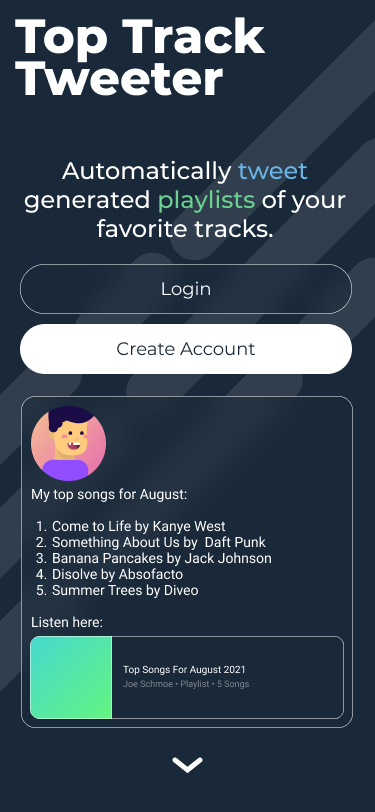 Top Track
Tweeter
Automatically tweet
generated playlists of your
favorite tracks.
Login
Create Account
My top songs for August:
1. Come to Life by Kanye West
2. Something About Us by  Daft Punk
3. Banana Pancakes by Jack Johnson
4. Disolve by Absofacto
5. Summer Trees by Diveo
Listen here:
Top Songs For August 2021
Joe Schmoe • Playlist • 5 Songs